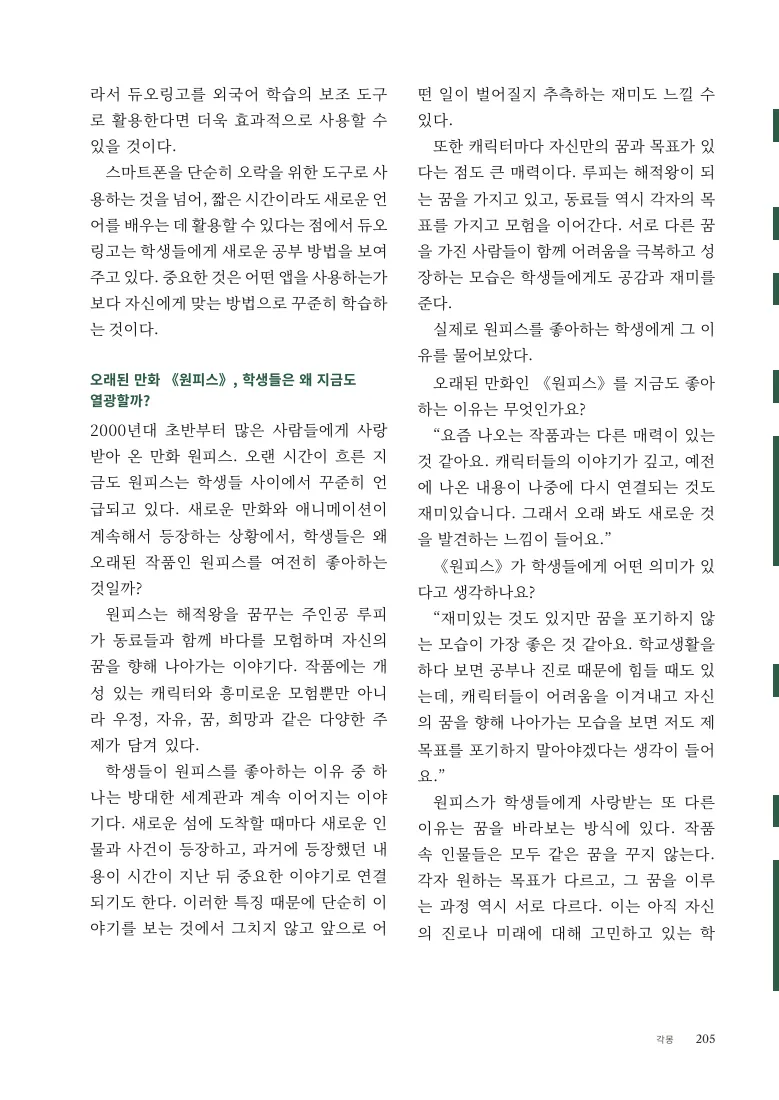 라서 듀오링고를 외국어 학습의 보조 도구
로 활용한다면 더욱 효과적으로 사용할 수
있을 것이다.
스마트폰을 단순히 오락을 위한 도구로 사
용하는 것을 넘어, 짧은 시간이라도 새로운 언
어를 배우는 데 활용할 수 있다는 점에서 듀오
링고는 학생들에게 새로운 공부 방법을 보여
주고 있다. 중요한 것은 어떤 앱을 사용하는가
보다 자신에게 맞는 방법으로 꾸준히 학습하
는 것이다.
오래된 만화 《원피스》, 학생들은 왜 지금도
열광할까?
2000년대 초반부터 많은 사람들에게 사랑
받아 온 만화 원피스. 오랜 시간이 흐른 지
금도 원피스는 학생들 사이에서 꾸준히 언
급되고 있다. 새로운 만화와 애니메이션이
계속해서 등장하는 상황에서, 학생들은 왜
오래된 작품인 원피스를 여전히 좋아하는
것일까?
원피스는 해적왕을 꿈꾸는 주인공 루피
가 동료들과 함께 바다를 모험하며 자신의
꿈을 향해 나아가는 이야기다. 작품에는 개
성 있는 캐릭터와 흥미로운 모험뿐만 아니
라 우정, 자유, 꿈, 희망과 같은 다양한 주
제가 담겨 있다.
학생들이 원피스를 좋아하는 이유 중 하
나는 방대한 세계관과 계속 이어지는 이야
기다. 새로운 섬에 도착할 때마다 새로운 인
물과 사건이 등장하고, 과거에 등장했던 내
용이 시간이 지난 뒤 중요한 이야기로 연결
되기도 한다. 이러한 특징 때문에 단순히 이
야기를 보는 것에서 그치지 않고 앞으로 어
떤 일이 벌어질지 추측하는 재미도 느낄 수
있다.
또한 캐릭터마다 자신만의 꿈과 목표가 있
다는 점도 큰 매력이다. 루피는 해적왕이 되
는 꿈을 가지고 있고, 동료들 역시 각자의 목
표를 가지고 모험을 이어간다. 서로 다른 꿈
을 가진 사람들이 함께 어려움을 극복하고 성
장하는 모습은 학생들에게도 공감과 재미를
준다.
실제로 원피스를 좋아하는 학생에게 그 이
유를 물어보았다.
오래된 만화인 《원피스》를 지금도 좋아
하는 이유는 무엇인가요?
“요즘 나오는 작품과는 다른 매력이 있는
것 같아요. 캐릭터들의 이야기가 깊고, 예전
에 나온 내용이 나중에 다시 연결되는 것도
재미있습니다. 그래서 오래 봐도 새로운 것
을 발견하는 느낌이 들어요.”
《원피스》가 학생들에게 어떤 의미가 있
다고 생각하나요?
“재미있는 것도 있지만 꿈을 포기하지 않
는 모습이 가장 좋은 것 같아요. 학교생활을
하다 보면 공부나 진로 때문에 힘들 때도 있
는데, 캐릭터들이 어려움을 이겨내고 자신
의 꿈을 향해 나아가는 모습을 보면 저도 제
목표를 포기하지 말아야겠다는 생각이 들어
요.”
원피스가 학생들에게 사랑받는 또 다른
이유는 꿈을 바라보는 방식에 있다. 작품
속 인물들은 모두 같은 꿈을 꾸지 않는다.
각자 원하는 목표가 다르고, 그 꿈을 이루
는 과정 역시 서로 다르다. 이는 아직 자신
의 진로나 미래에 대해 고민하고 있는 학
각몽 205